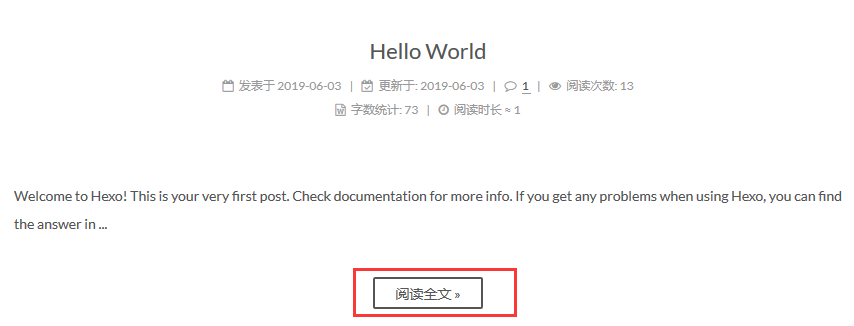 Hello World
发表于 2019-06-03 | 更新于: 2019-06-03 | 1 | 阅读次数: 13
字数统计: 73 | 阅读时长 ≈ 1
Welcome to Hexo! This is your very first post. Check documentation for more info. If you get any problems when using Hexo, you can find
the answer in ...
阅读全文 »